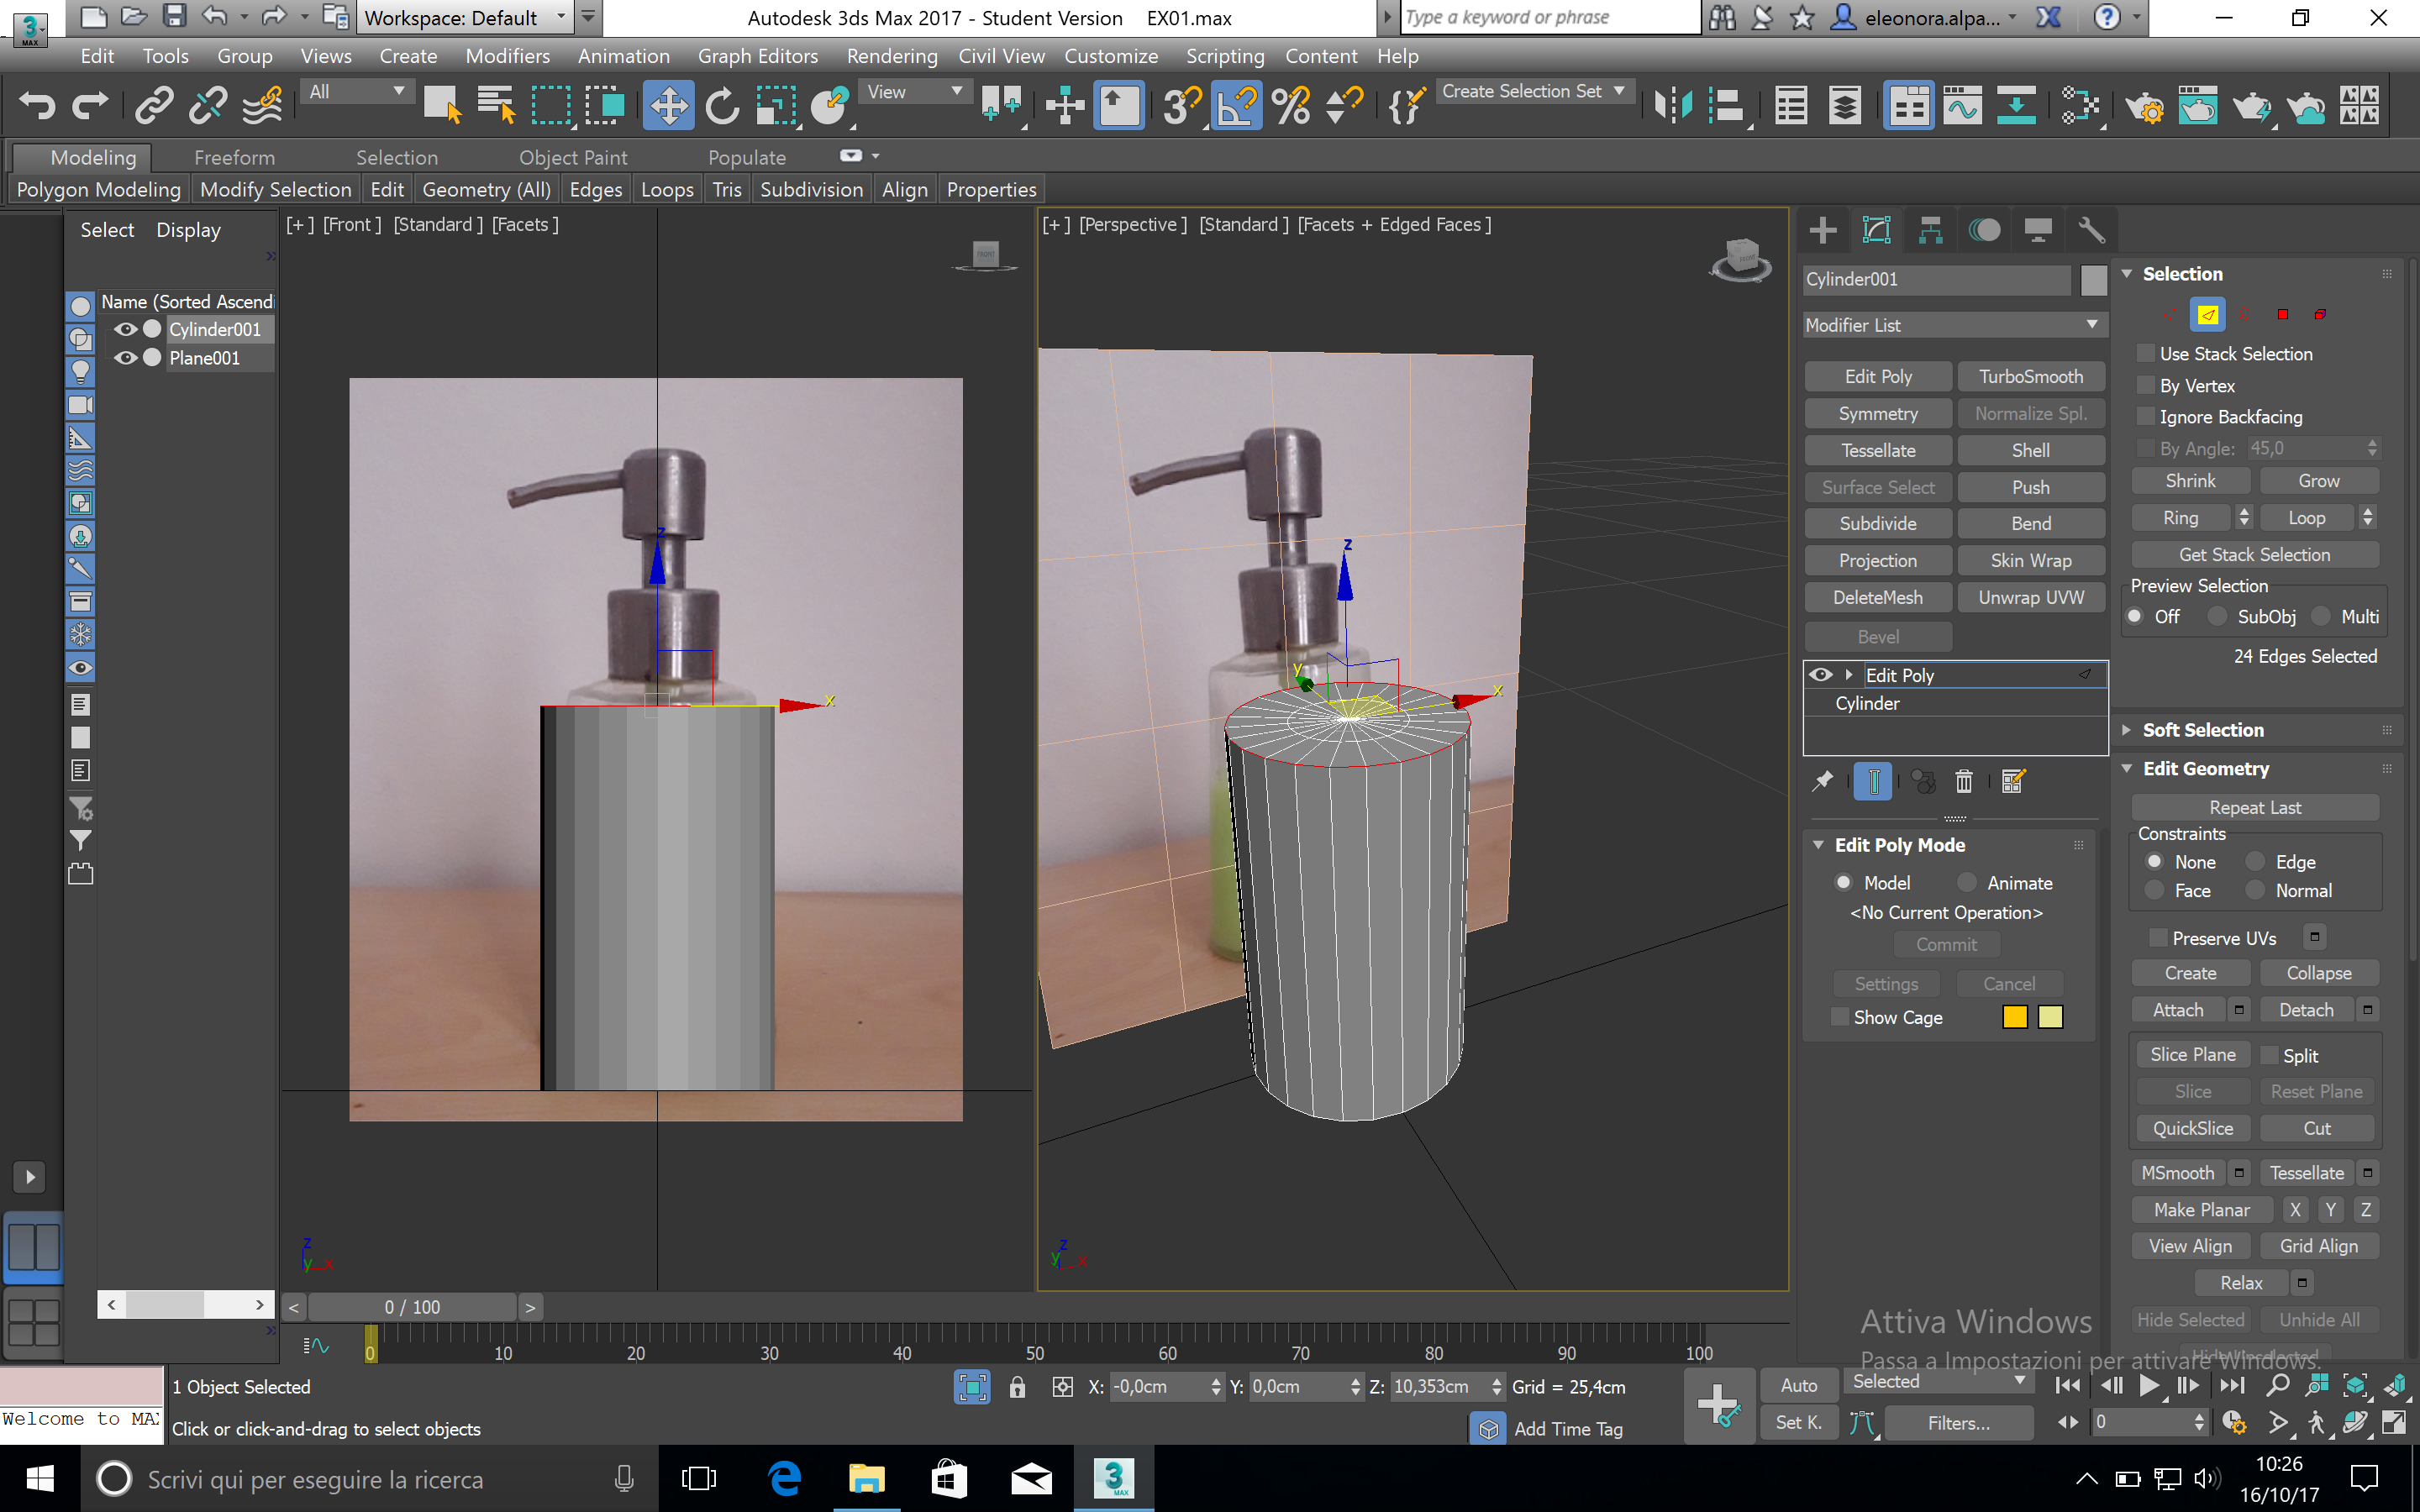 3 MAX
Workspace: Default
Autodesk 3ds Max 2017 - Student Version EX01.max
Type a keyword or phrase
eleonora.alpa...
Edit Tools Group Views Create Modifiers Animation Graph Editors Rendering Civil View Customize Scripting Content Help
All
View
3
Create Selection Set
Modeling Freeform Selection Object Paint Populate
Polygon Modeling Modify Selection Edit Geometry (All) Edges Loops Tris Subdivision Align Properties
Select Display
»
Name (Sorted Ascendi
Cylinder001
Plane001
[+] [Front ] [Standard ] [Facets ]
FRONT
[+] [Perspective ] [Standard ] [Facets + Edged Faces ]
FRONT
z
x
z
y
x
z
y x
z
y x
Cylinder001
Modifier List
Edit Poly TurboSmooth
Symmetry Normalize Spl.
Tessellate Shell
Surface Select Push
Subdivide Bend
Projection Skin Wrap
DeleteMesh Unwrap UVW
Bevel
Edit Poly
Cylinder
Edit Poly Mode
Model Animate
<No Current Operation>
Commit
Settings Cancel
Show Cage
Selection
Use Stack Selection
By Vertex
Ignore Backfacing
By Angle: 45,0
Shrink Grow
Ring Loop
Get Stack Selection
Preview Selection
Off SubObj Multi
24 Edges Selected
Soft Selection
Edit Geometry
Repeat Last
Constraints
None Edge
Face Normal
Preserve UVs
Create Collapse
Attach Detach
Slice Plane Split
Slice Reset Plane
QuickSlice Cut
MSmooth Tessellate
Make Planar X Y Z
View Align Grid Align
Relax
Hide Selected Unhide All
Hide Unselected
Attiva Windows
Passa a Impostazioni per attivare Windows.
< >
»
< 0 / 100 >
0 10 20 30 40 50 60 70 80 90 100
1 Object Selected
X: -0,0cm Y: 0,0cm Z: 10,353cm Grid = 25,4cm
Auto Selected
Welcome to MAX
Click or click-and-drag to select objects
Add Time Tag
Set K. Filters... 0
Scrivi qui per eseguire la ricerca
3 MAX
10:26
16/10/17